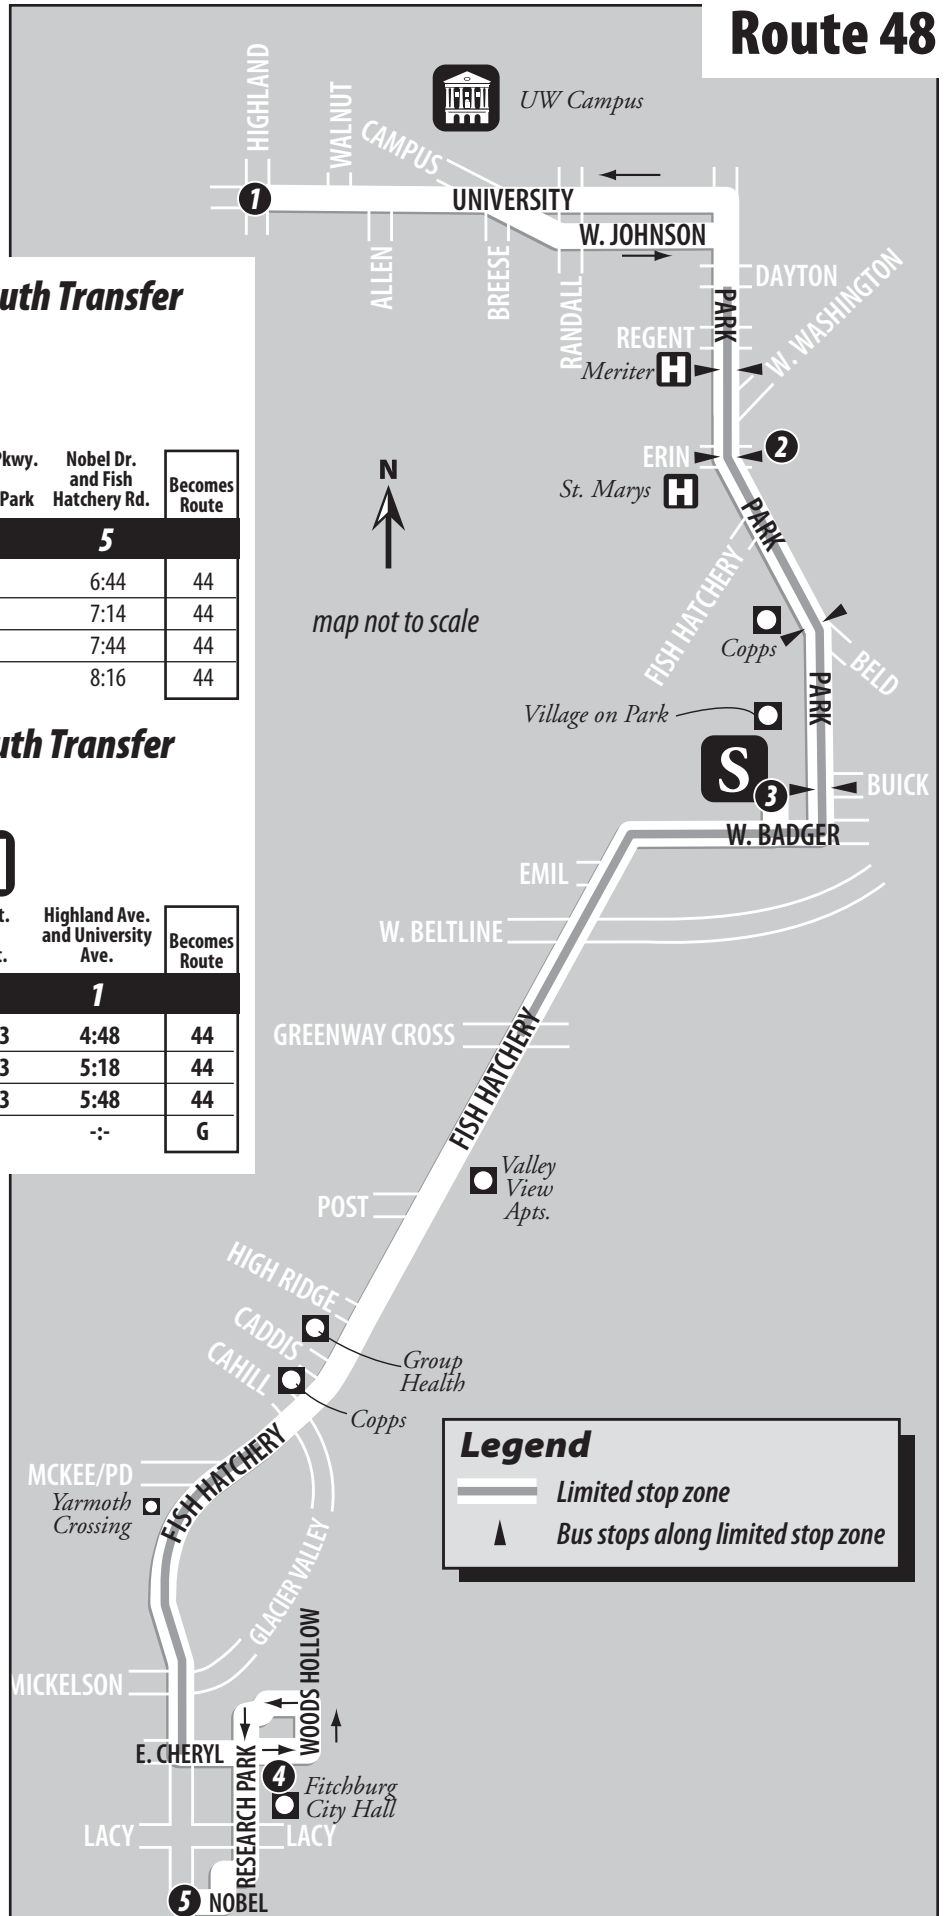 Route 48
UW Campus
HIGHLAND
WALNUT
CAMPUS
1
UNIVERSITY
W. JOHNSON
ALLEN
BREESE
RANDALL
DAYTON
PARK
REGENT
W. WASHINGTON
Meriter H
ERIN
2
St. Marys H
PARK
FISH HATCHERY
Copps
BELD
PARK
Village on Park
S
3
BUICK
W. BADGER
EMIL
W. BELTLINE
GREENWAY CROSS
FISH HATCHERY
Valley
View
Apts.
POST
HIGH RIDGE
CADDIS
CAHILL
Group
Health
Copps
FISH HATCHERY
MCKEE/PD
Yarmoth
Crossing
GLACIER VALLEY
MICKELSON
WOODS HOLLOW
E. CHERYL
RESEARCH PARK
4
Fitchburg
City Hall
LACY
LACY
5
NOBEL
N
map not to scale
uth Transfer
Pkwy. Nobel Dr.
and Fish Becomes
Park Hatchery Rd. Route
5
6:44 44
7:14 44
7:44 44
8:16 44
uth Transfer
t. Highland Ave.
and University Becomes
t. Ave. Route
1
3 4:48 44
3 5:18 44
3 5:48 44
-:- G
Legend
Limited stop zone
Bus stops along limited stop zone